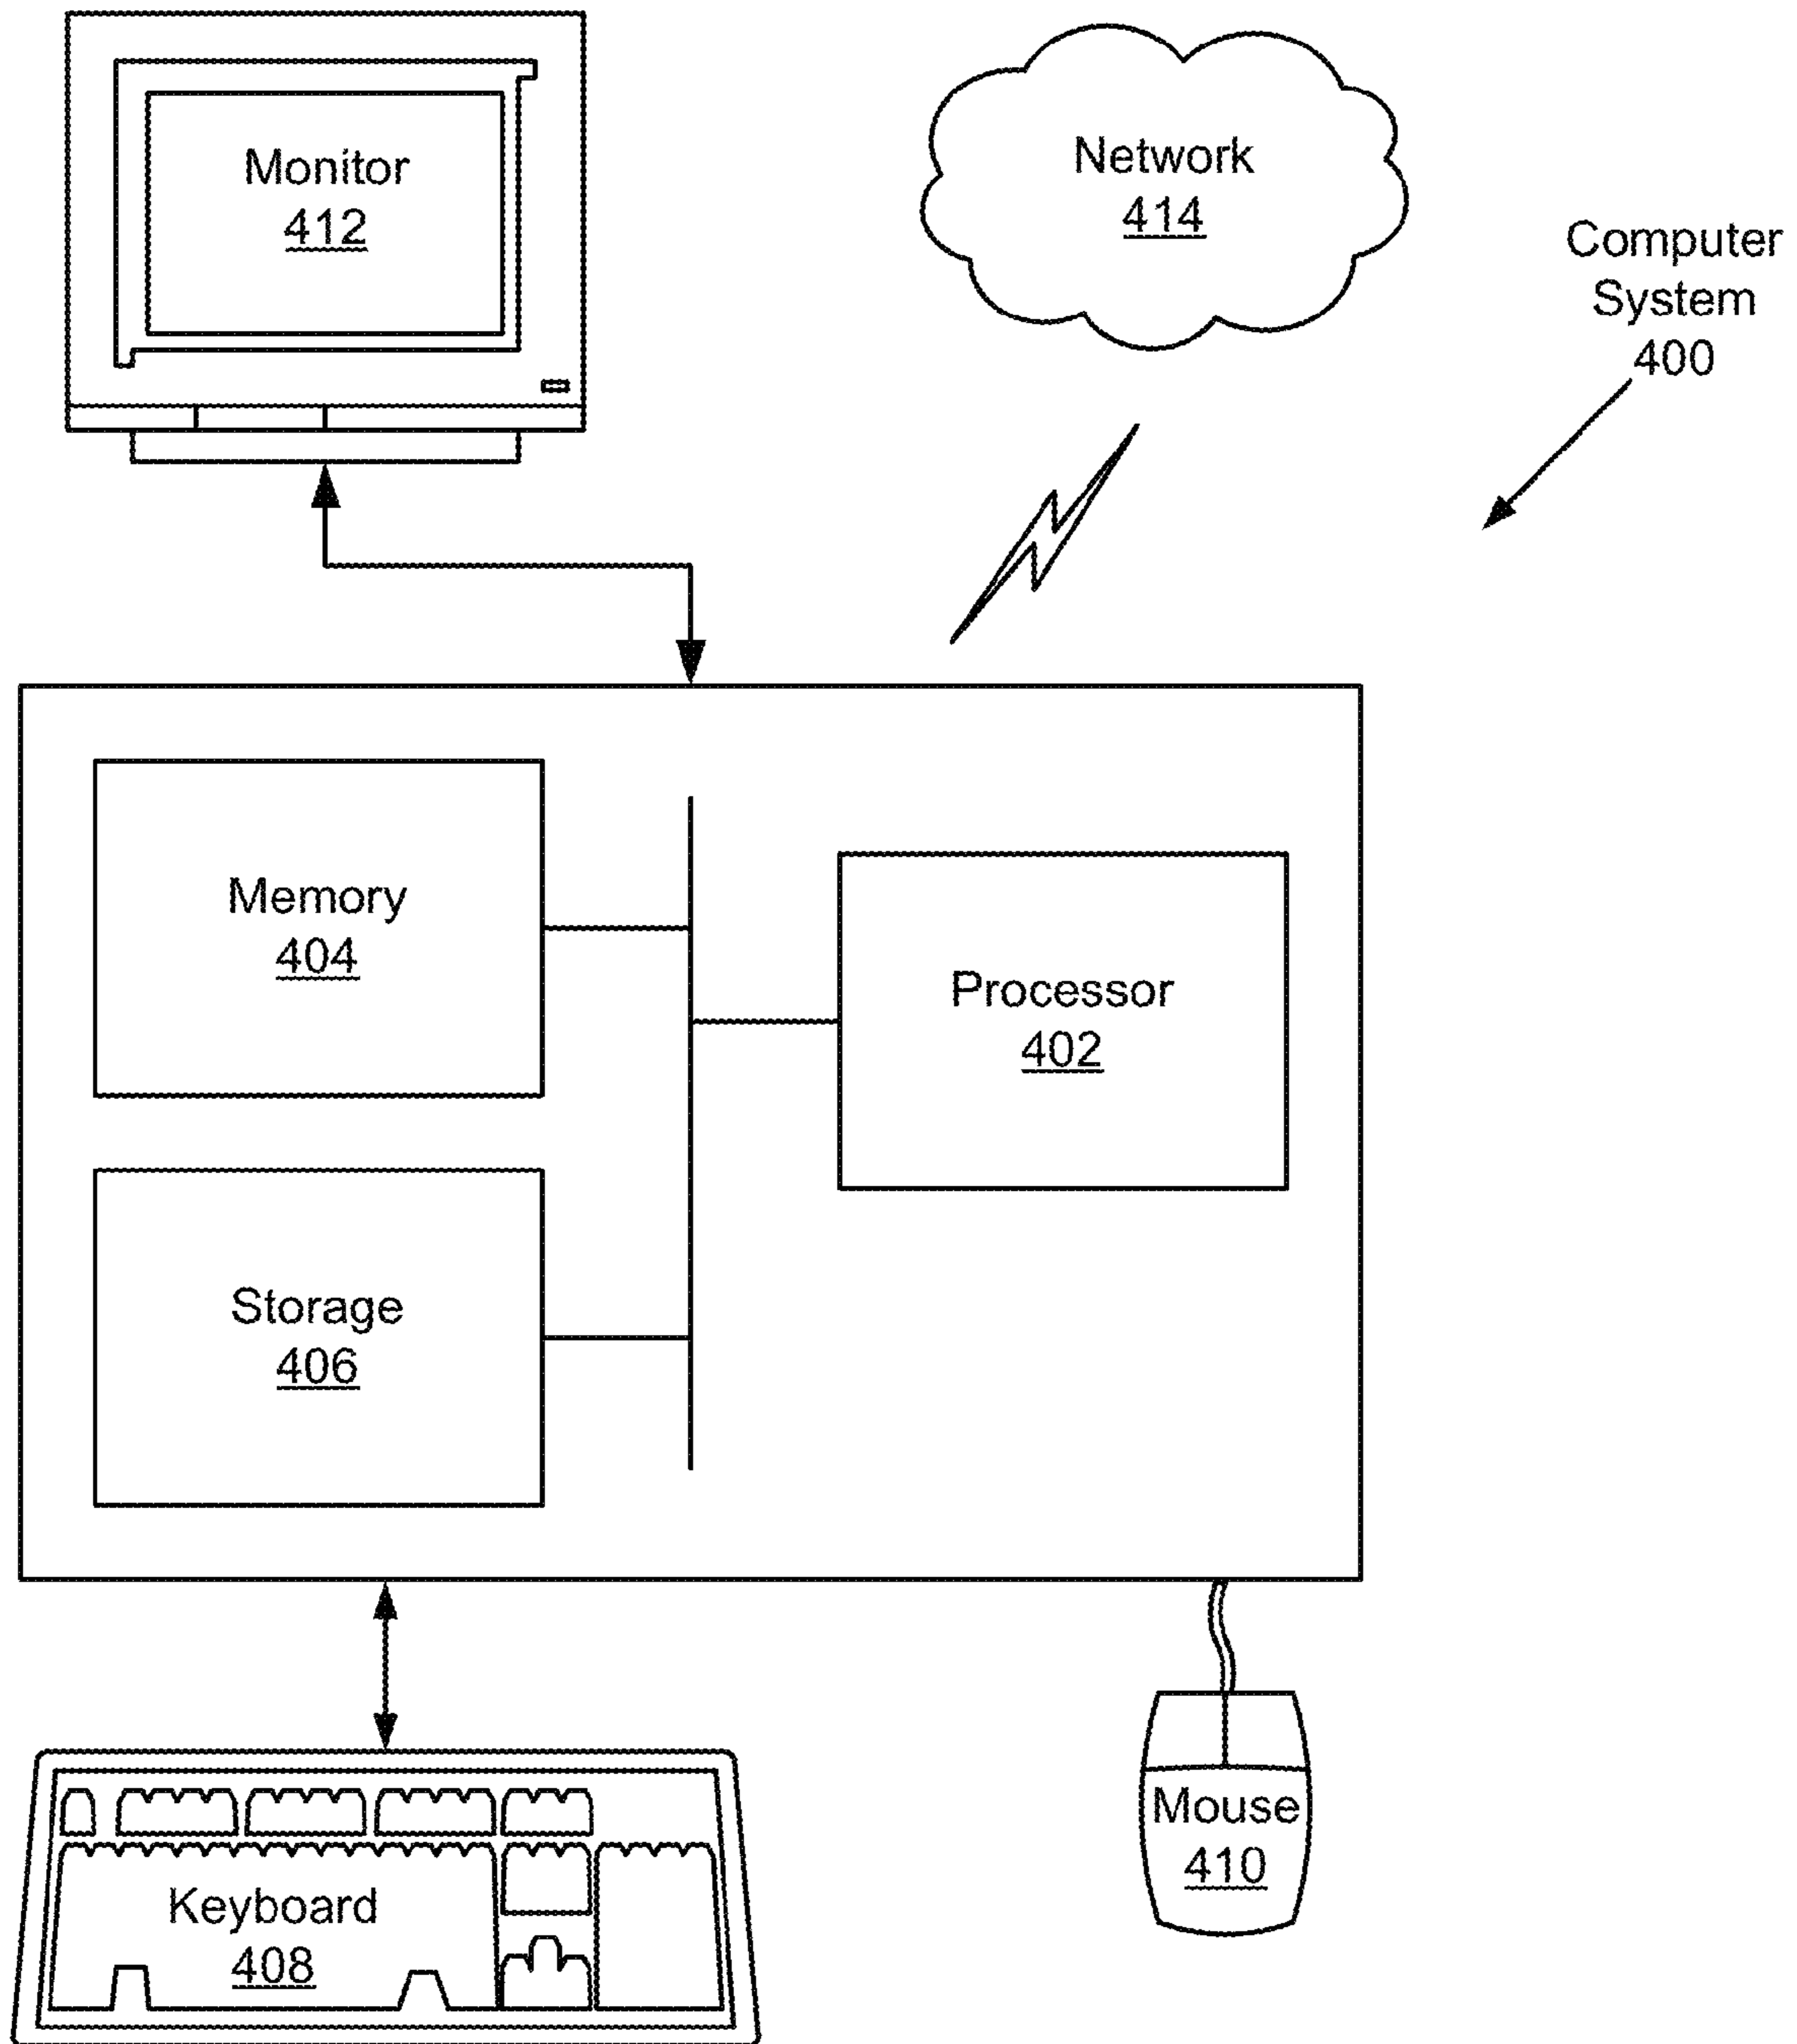 Monitor
412
Network
414
Computer
System
400
Memory
404
Processor
402
Storage
406
Mouse
410
Keyboard
408